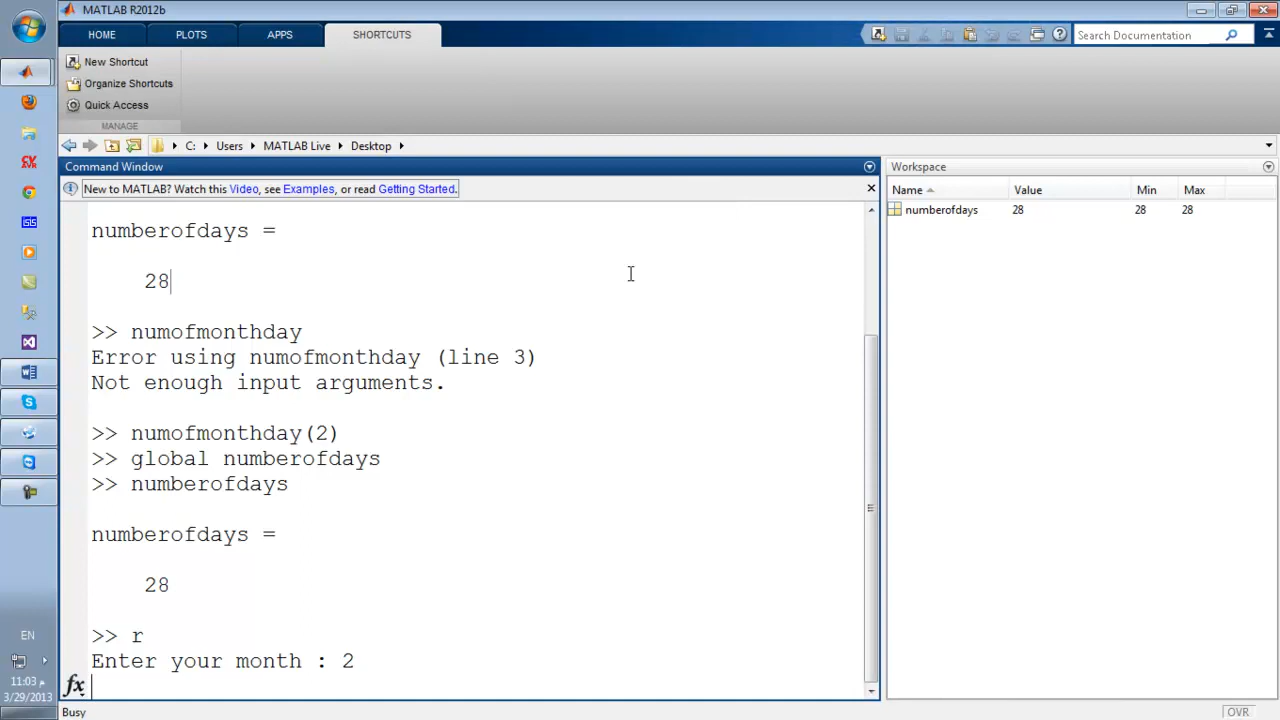 MATLAB R2012b
HOME PLOTS APPS SHORTCUTS
Search Documentation
New Shortcut
Organize Shortcuts
Quick Access
MANAGE
C: Users MATLAB Live Desktop
Command Window
New to MATLAB? Watch this Video, see Examples, or read Getting Started.
numberofdays =
28
>> numofmonthday
Error using numofmonthday (line 3)
Not enough input arguments.
>> numofmonthday(2)
>> global numberofdays
>> numberofdays
numberofdays =
28
>> r
Enter your month : 2
fx
Busy
Workspace
Name Value Min Max
numberofdays 28 28 28
OVR
CV
AVR
ISIS
EN
11:03 م
3/29/2013